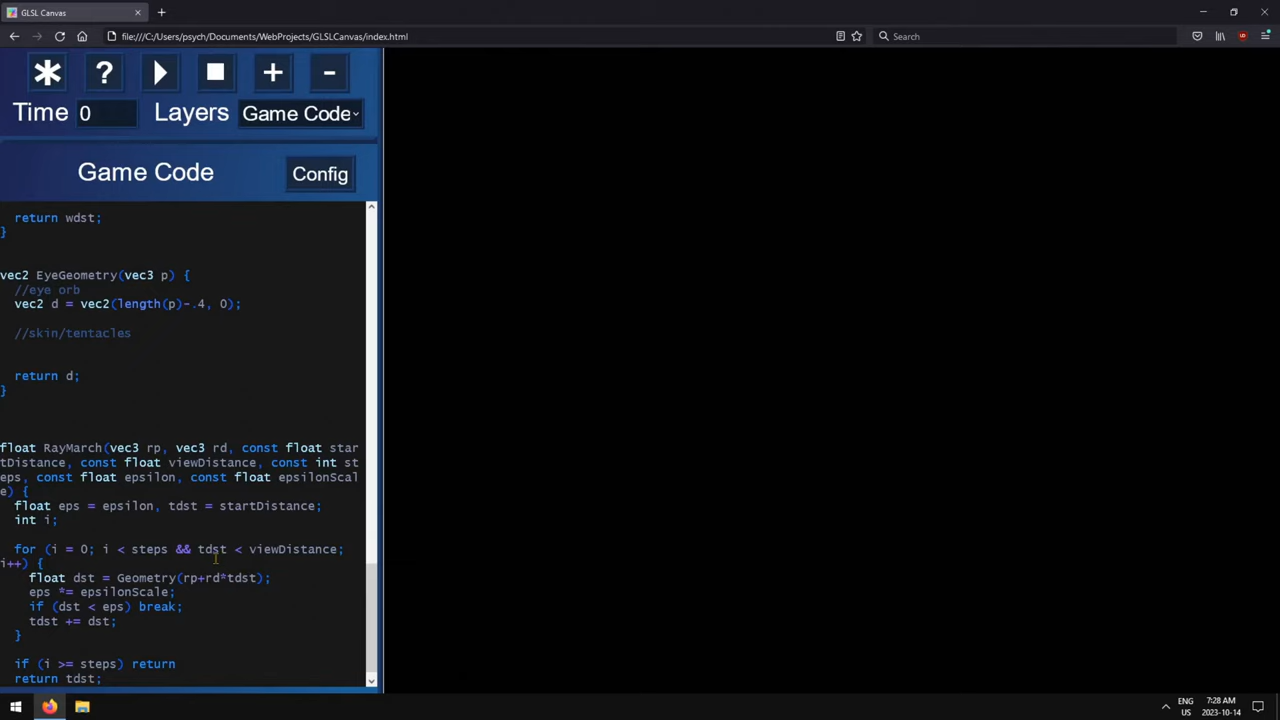 GLSL Canvas
file:///C:/Users/psych/Documents/WebProjects/GLSLCanvas/index.html
Search
* ? + -
Time 0 Layers Game Code
Game Code Config
return wdst;
}
vec2 EyeGeometry(vec3 p) {
//eye orb
vec2 d = vec2(length(p)-.4, 0);
//skin/tentacles
return d;
}
float RayMarch(vec3 rp, vec3 rd, const float star
tDistance, const float viewDistance, const int st
eps, const float epsilon, const float epsilonScal
e) {
float eps = epsilon, tdst = startDistance;
int i;
for (i = 0; i < steps && tdst < viewDistance;
i++) {
float dst = Geometry(rp+rd*tdst);
eps *= epsilonScale;
if (dst < eps) break;
tdst += dst;
}
if (i >= steps) return
return tdst;
ENG
US
7:28 AM
2023-10-14